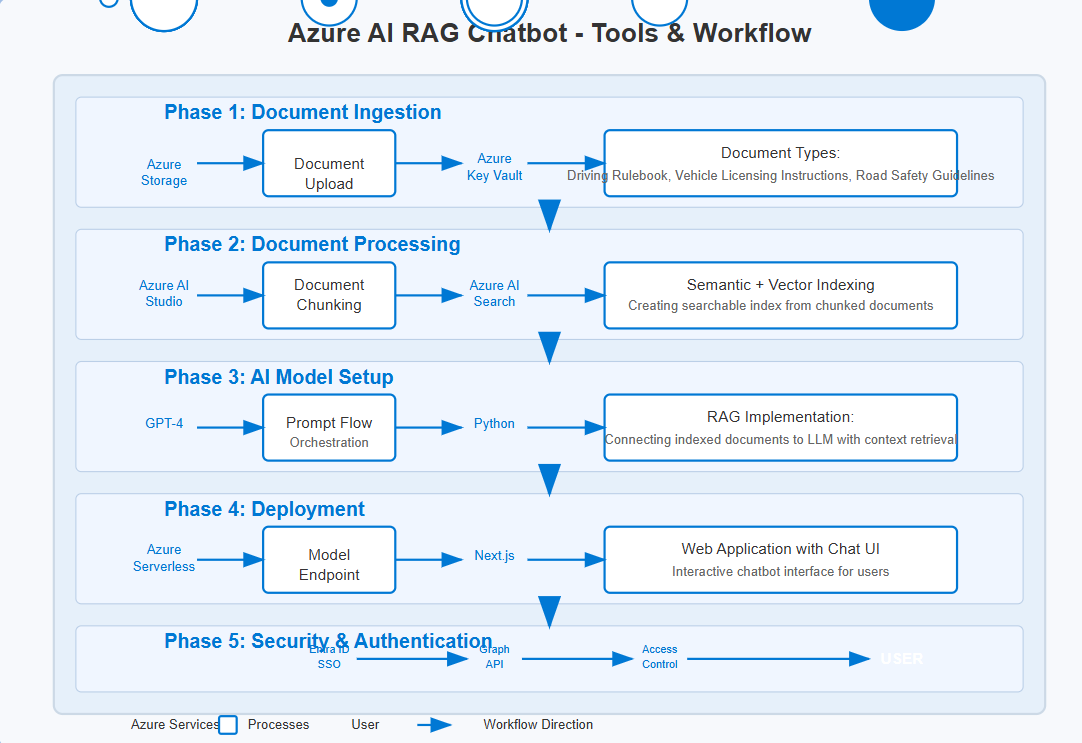 Azure AI RAG Chatbot - Tools & Workflow
Phase 1: Document Ingestion
Azure
Storage
Document
Upload
Azure
Key Vault
Document Types:
Driving Rulebook, Vehicle Licensing Instructions, Road Safety Guidelines
Phase 2: Document Processing
Azure AI
Studio
Document
Chunking
Azure AI
Search
Semantic + Vector Indexing
Creating searchable index from chunked documents
Phase 3: AI Model Setup
GPT-4
Prompt Flow
Orchestration
Python
RAG Implementation:
Connecting indexed documents to LLM with context retrieval
Phase 4: Deployment
Azure
Serverless
Model
Endpoint
Next.js
Web Application with Chat UI
Interactive chatbot interface for users
Phase 5: Security & Authentication
Entra ID
SSO
Graph
API
Access
Control
USER
Azure Services
Processes
User
Workflow Direction